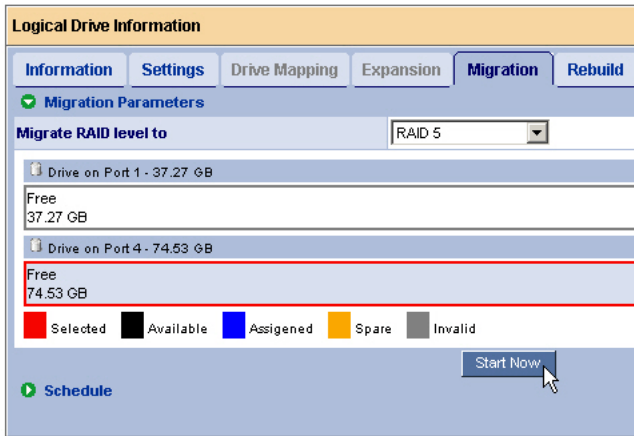 Logical Drive Information
Information Settings Drive Mapping Expansion Migration Rebuild
Migration Parameters
Migrate RAID level to RAID 5
Drive on Port 1 - 37.27 GB
Free
37.27 GB
Drive on Port 4 - 74.53 GB
Free
74.53 GB
Selected Available Assigened Spare Invalid
Start Now
Schedule